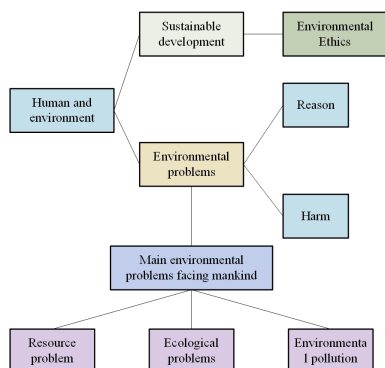 Sustainable
development
Environmental
Ethics
Human and
environment
Reason
Environmental
problems
Harm
Main environmental
problems facing mankind
Resource
problem
Ecological
problems
Environmenta
l pollution